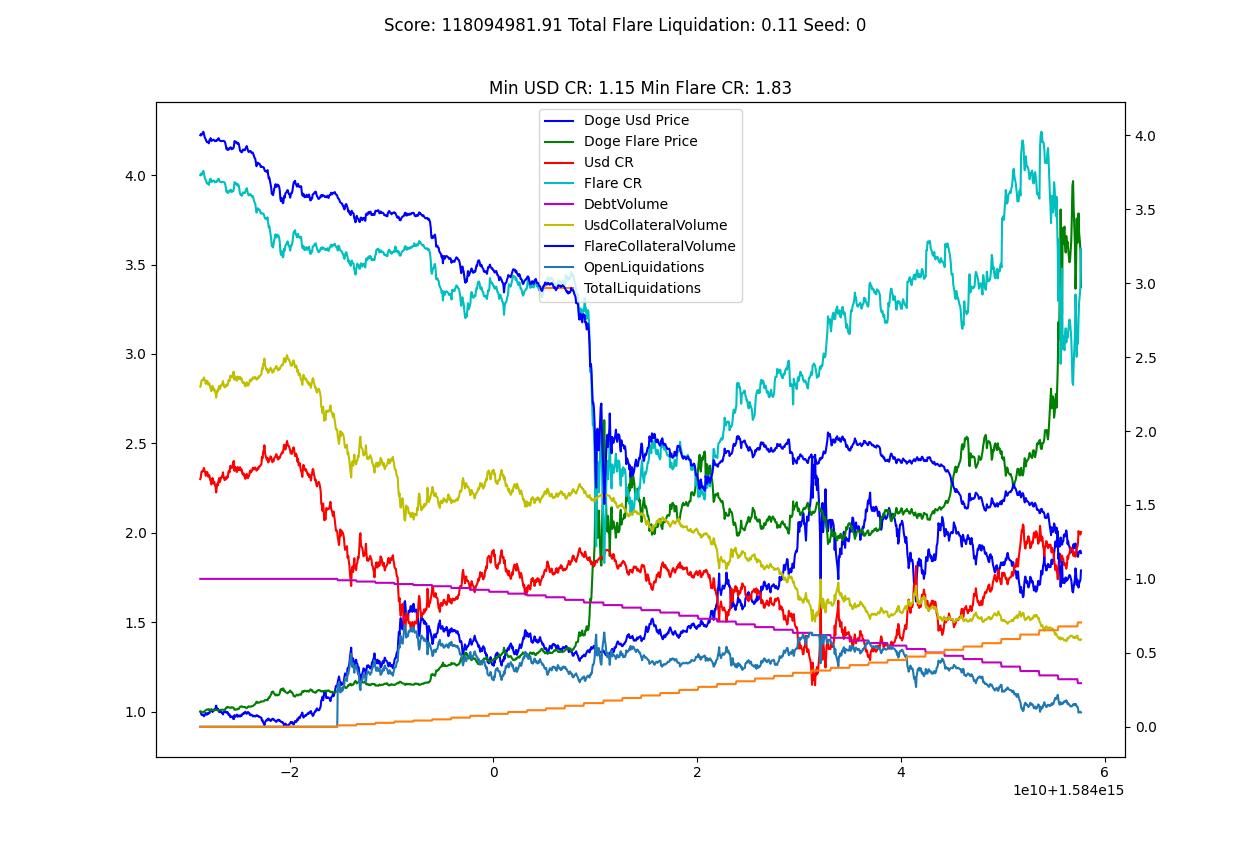 Score: 118094981.91 Total Flare Liquidation: 0.11 Seed: 0
Min USD CR: 1.15 Min Flare CR: 1.83
Doge Usd Price
Doge Flare Price
Usd CR
Flare CR
DebtVolume
UsdCollateralVolume
FlareCollateralVolume
OpenLiquidations
TotalLiquidations
4.0
3.5
3.0
2.5
2.0
1.5
1.0
4.0
3.5
3.0
2.5
2.0
1.5
1.0
0.5
0.0
−2
0
2
4
6
1e10+1.584e15